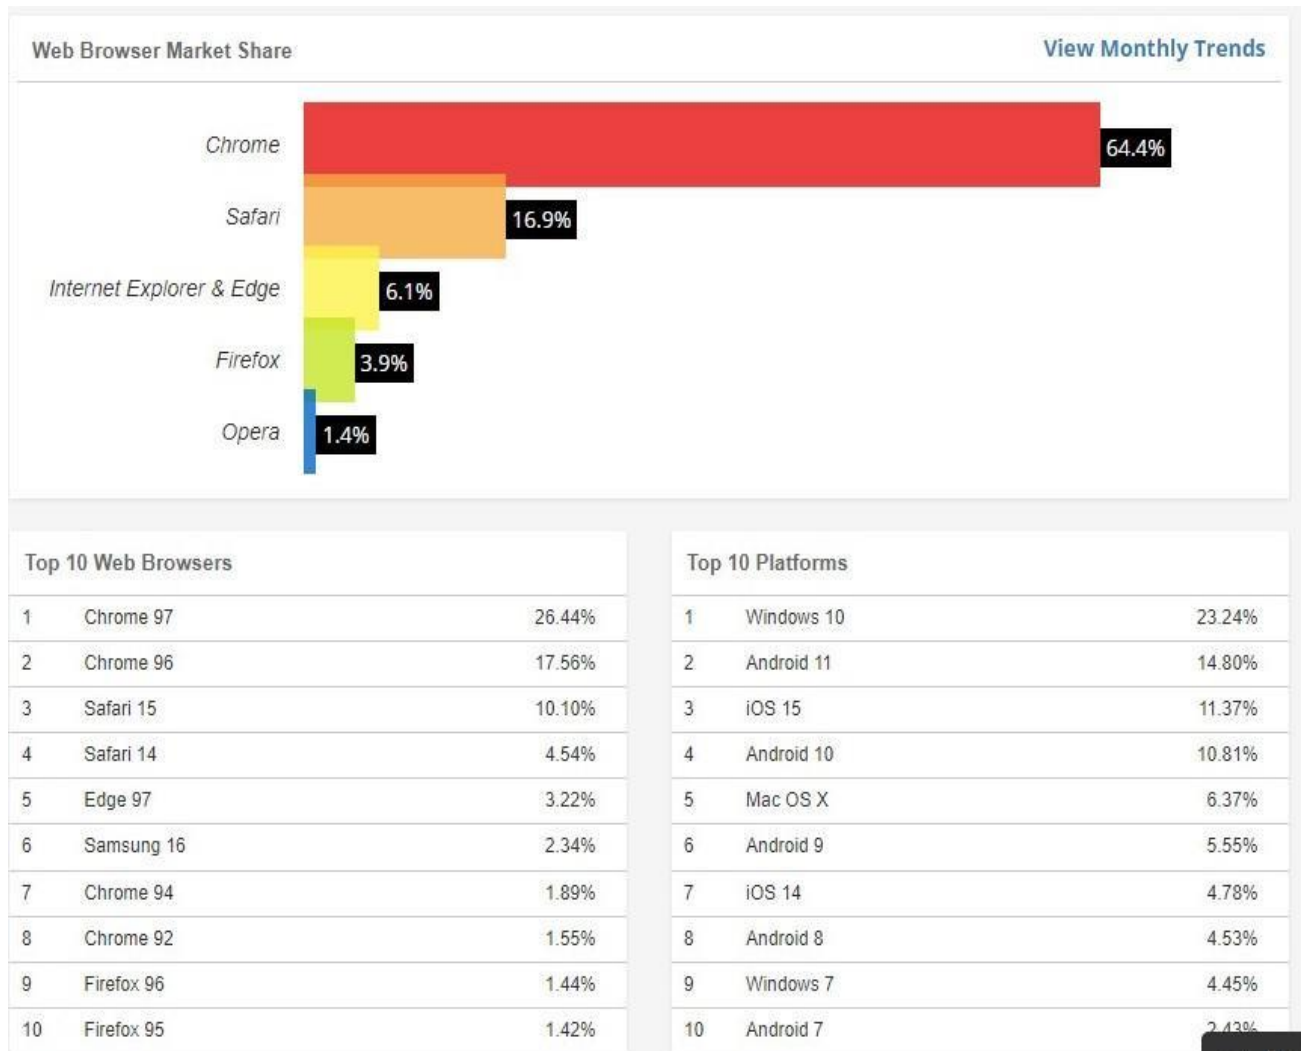 Web Browser Market Share View Monthly Trends
Chrome 64.4%
Safari 16.9%
Internet Explorer & Edge 6.1%
Firefox 3.9%
Opera 1.4%
Top 10 Web Browsers
1 Chrome 97 26.44%
2 Chrome 96 17.56%
3 Safari 15 10.10%
4 Safari 14 4.54%
5 Edge 97 3.22%
6 Samsung 16 2.34%
7 Chrome 94 1.89%
8 Chrome 92 1.55%
9 Firefox 96 1.44%
10 Firefox 95 1.42%
Top 10 Platforms
1 Windows 10 23.24%
2 Android 11 14.80%
3 iOS 15 11.37%
4 Android 10 10.81%
5 Mac OS X 6.37%
6 Android 9 5.55%
7 iOS 14 4.78%
8 Android 8 4.53%
9 Windows 7 4.45%
10 Android 7 2.43%